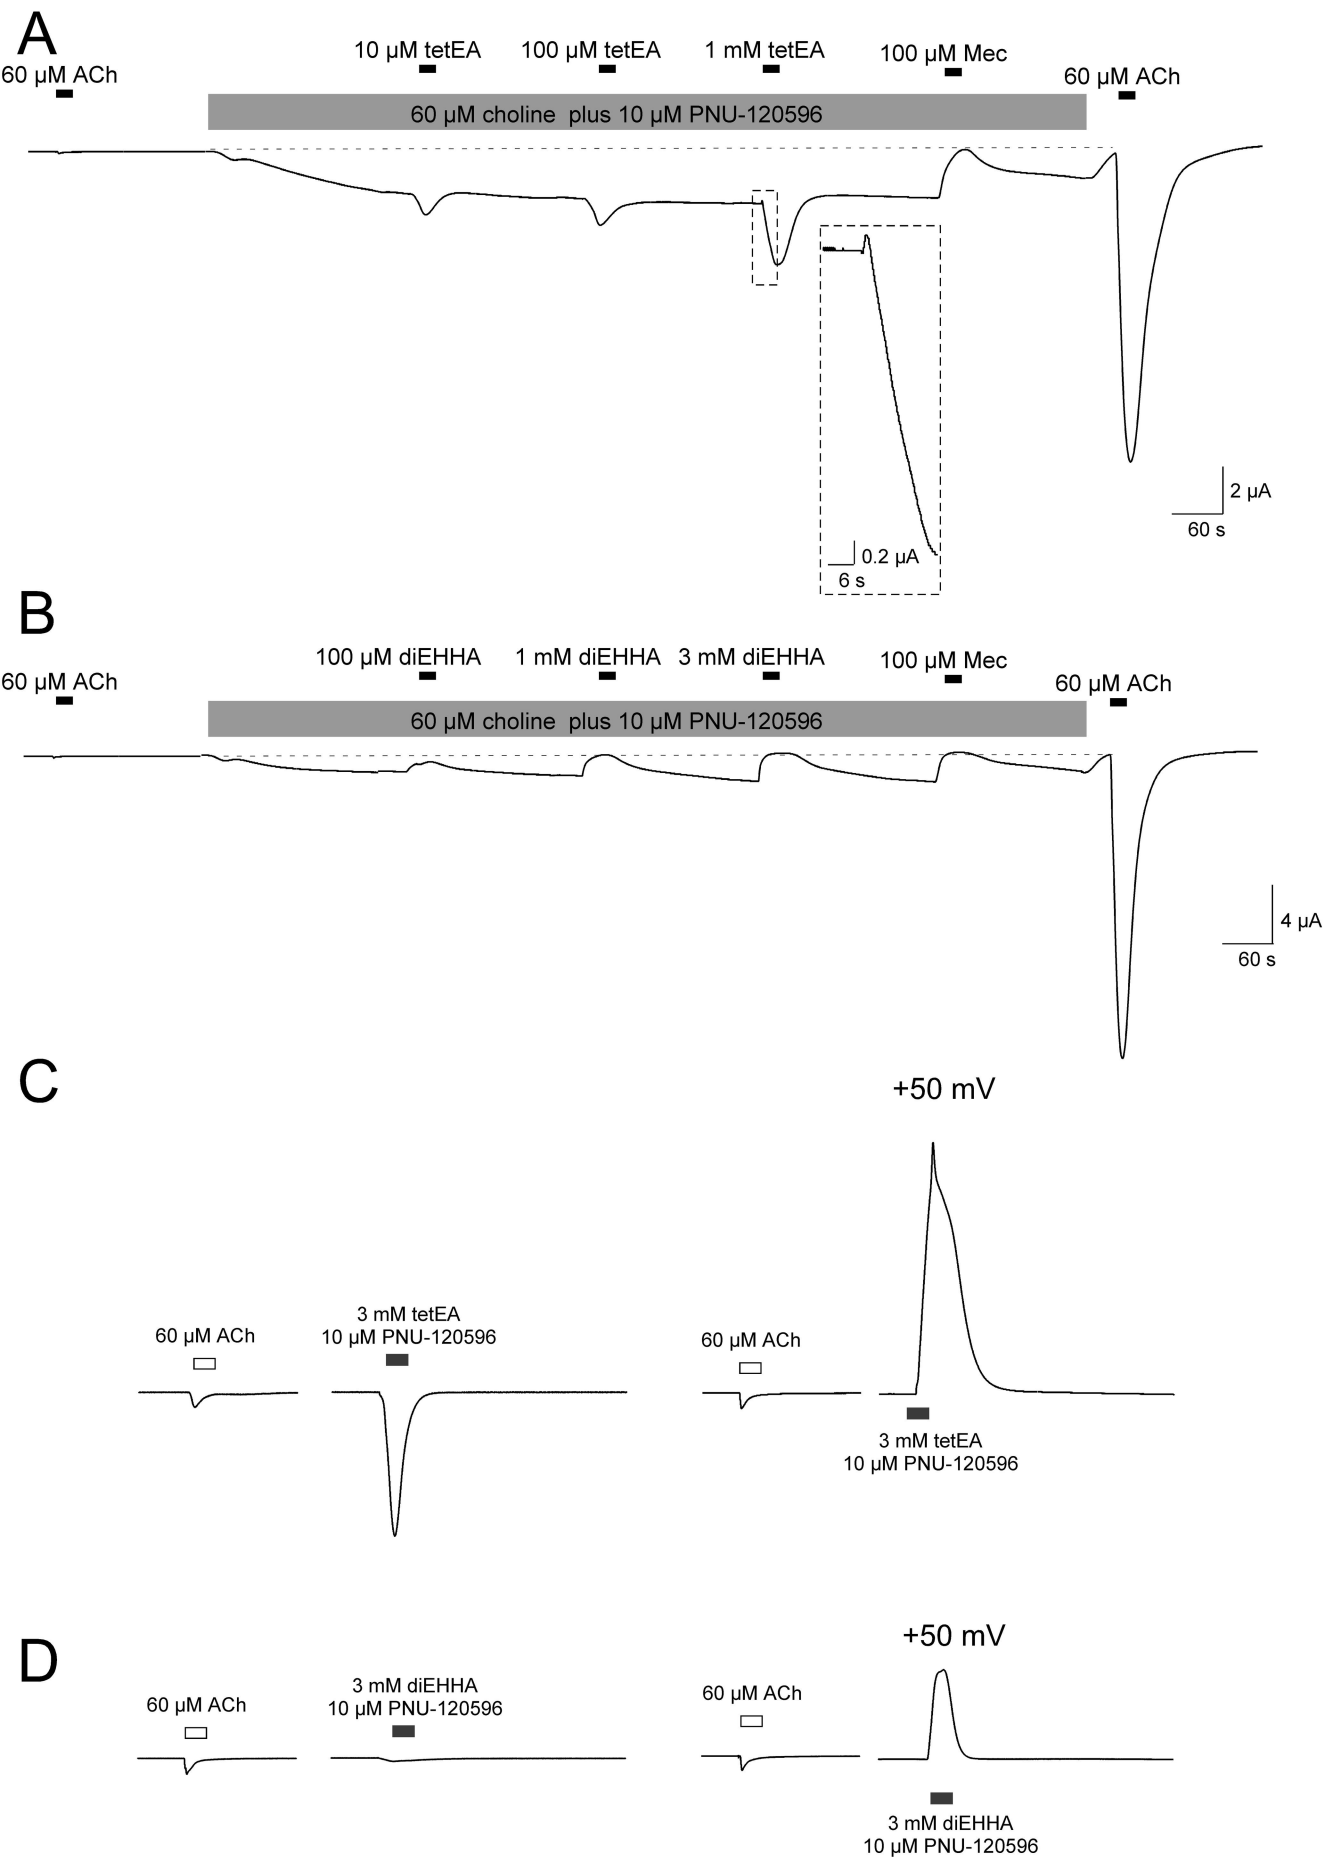 A
10 µM tetEA 100 µM tetEA 1 mM tetEA 100 µM Mec
60 µM ACh 60 µM ACh
60 µM choline plus 10 µM PNU-120596
2 µA
60 s
0.2 µA
6 s
B
100 µM diEHHA 1 mM diEHHA 3 mM diEHHA 100 µM Mec
60 µM ACh 60 µM ACh
60 µM choline plus 10 µM PNU-120596
4 µA
60 s
C
+50 mV
60 µM ACh
3 mM tetEA
10 µM PNU-120596
60 µM ACh
3 mM tetEA
10 µM PNU-120596
D
+50 mV
60 µM ACh
3 mM diEHHA
10 µM PNU-120596
60 µM ACh
3 mM diEHHA
10 µM PNU-120596